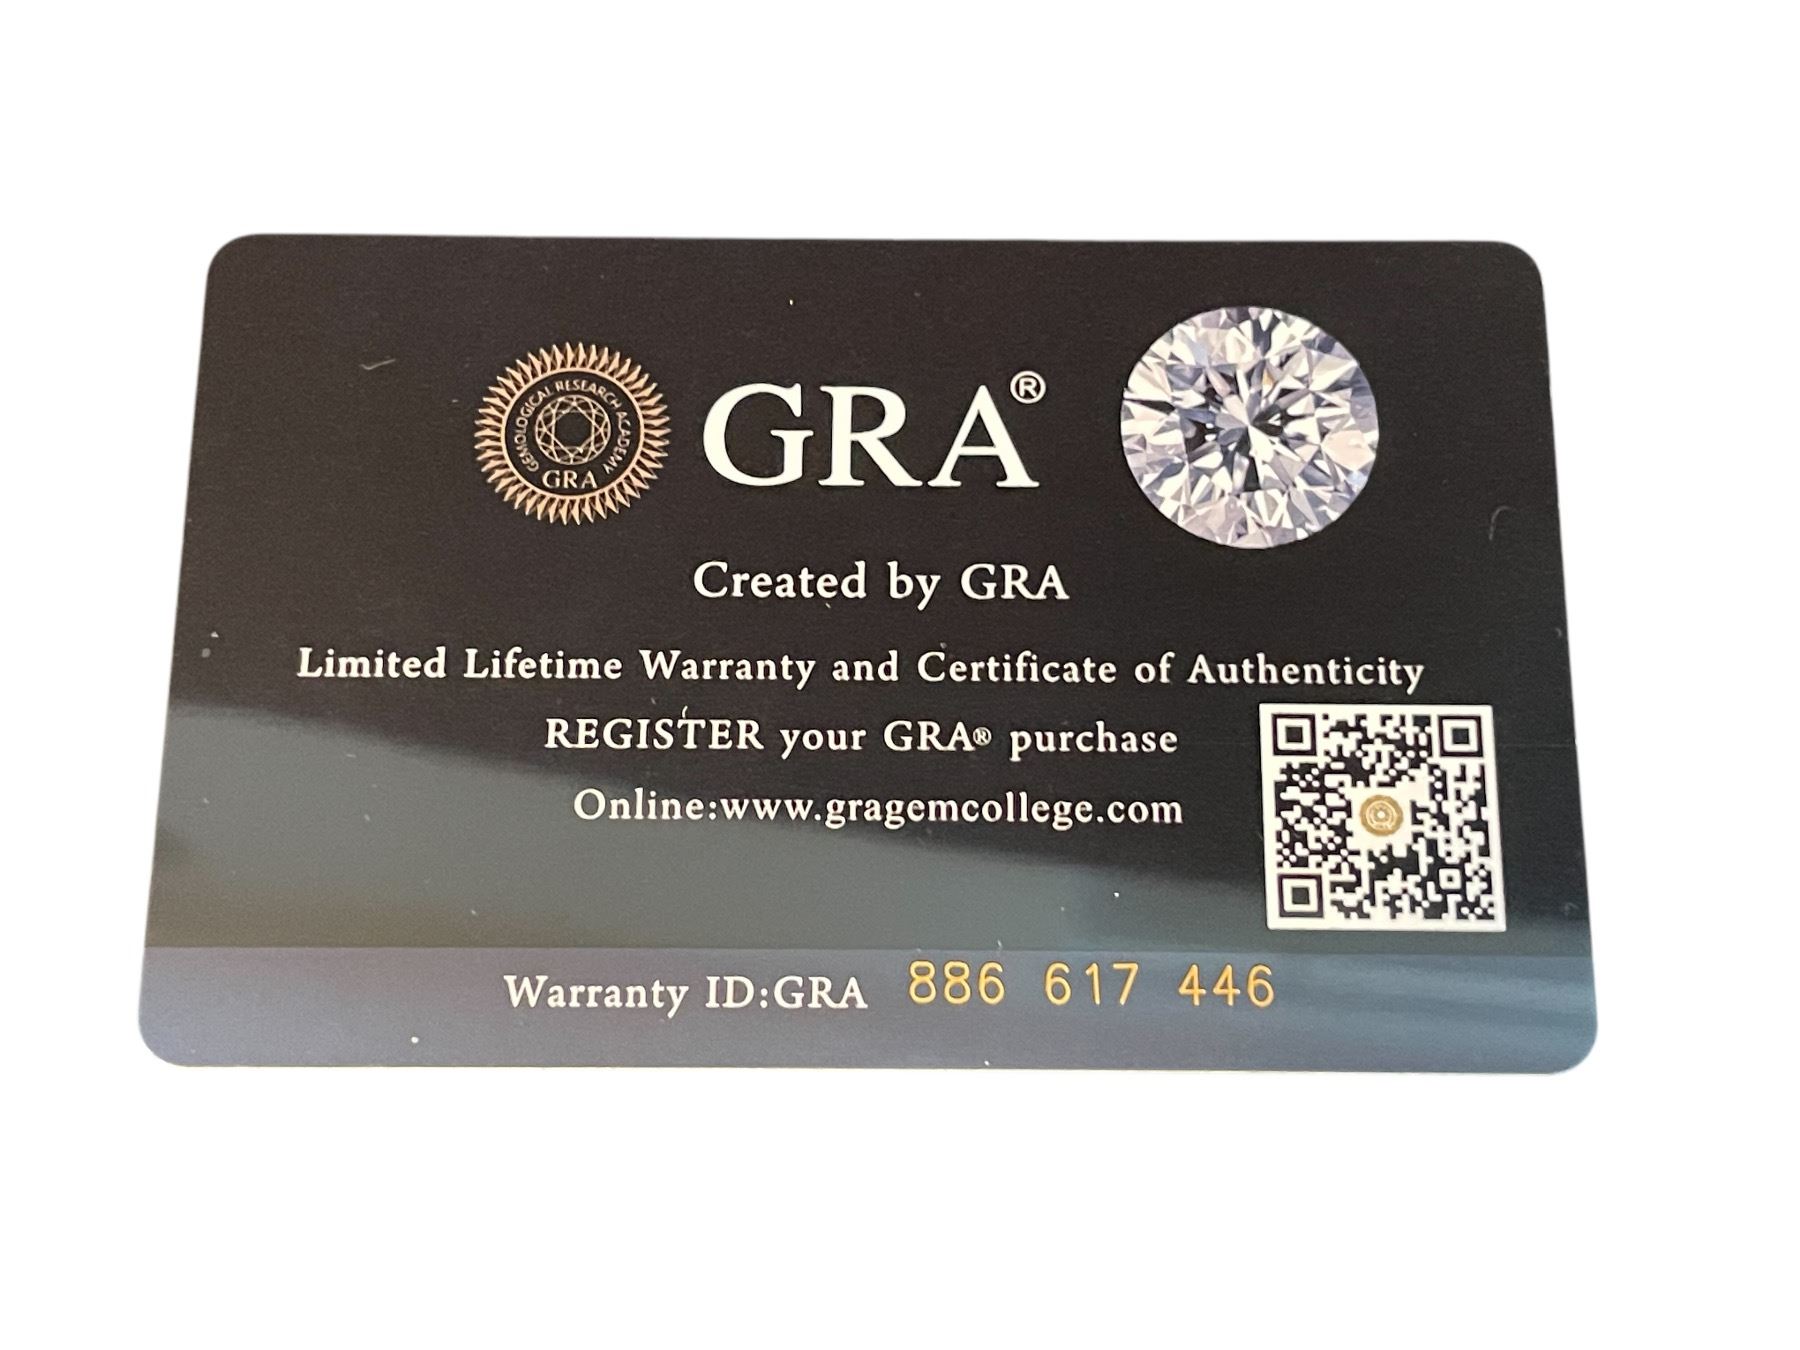 GEMOLOGICAL RESEARCH ACADEMY
GRA
GRA®
Created by GRA
Limited Lifetime Warranty and Certificate of Authenticity
REGISTER your GRA® purchase
Online:www.gragemcollege.com
Warranty ID:GRA 886 617 446